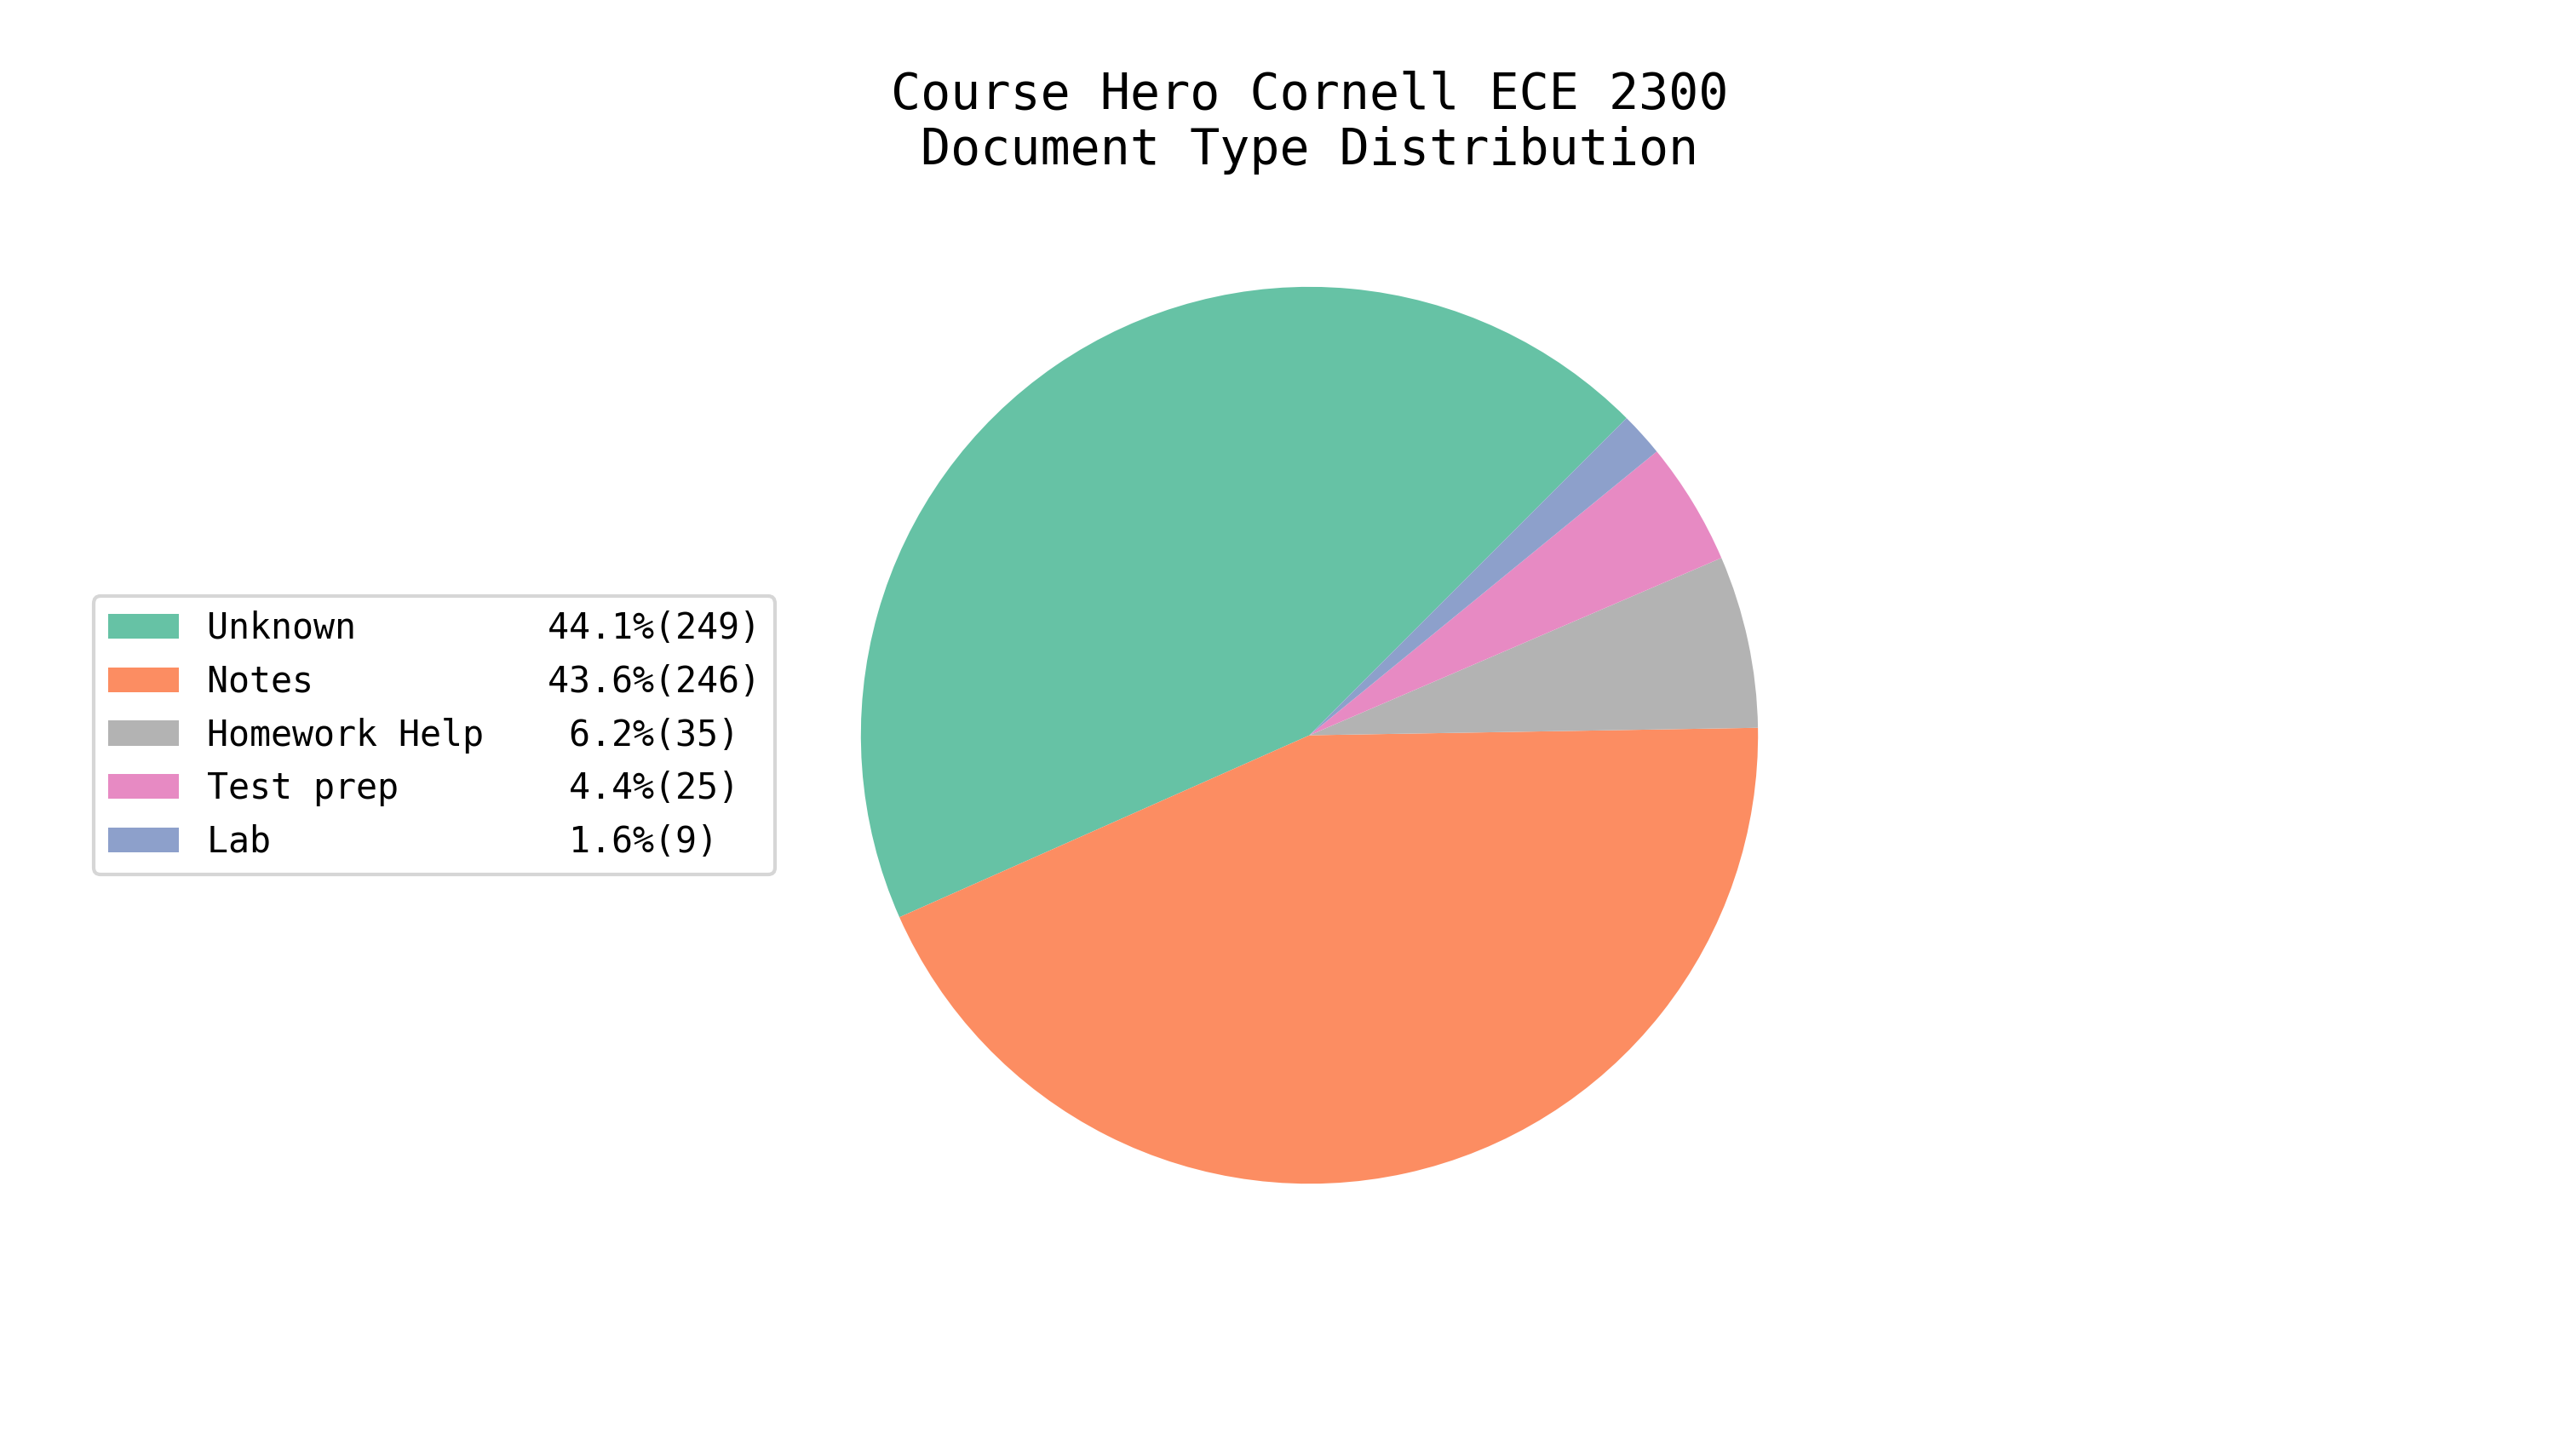 Course Hero Cornell ECE 2300
Document Type Distribution
Unknown 44.1%(249)
Notes 43.6%(246)
Homework Help 6.2%(35)
Test prep 4.4%(25)
Lab 1.6%(9)